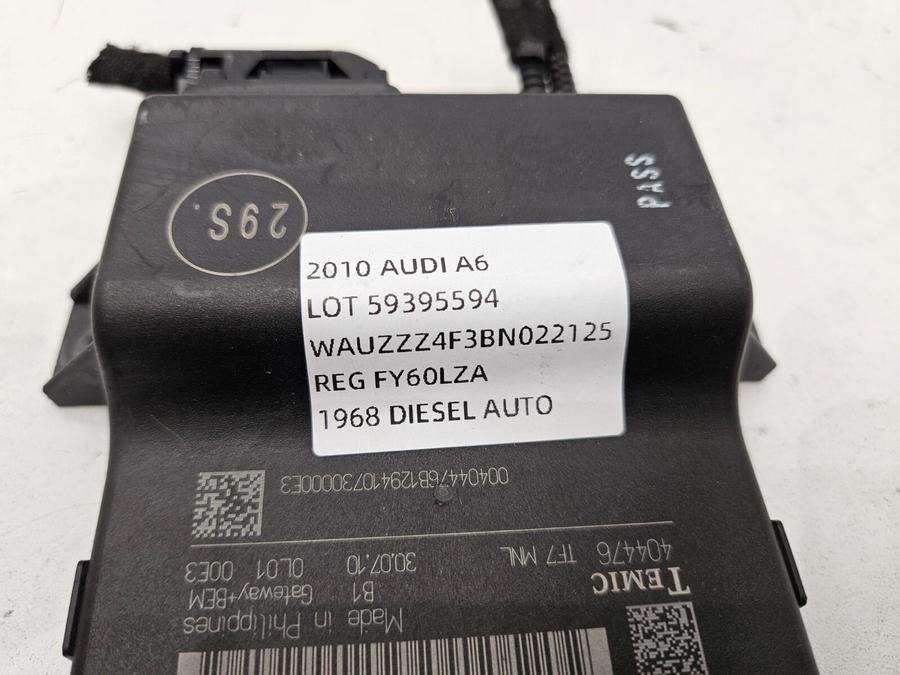 29S.
PASS
2010 AUDI A6
LOT 59395594
WAUZZZ4F3BN022125
REG FY60LZA
1968 DIESEL AUTO
00404476B129410730000E3
404476 TF7 MNL
30.07.10 0L01 00E3
TEMIC
B1 Gateway+BEM
Made in Philippines